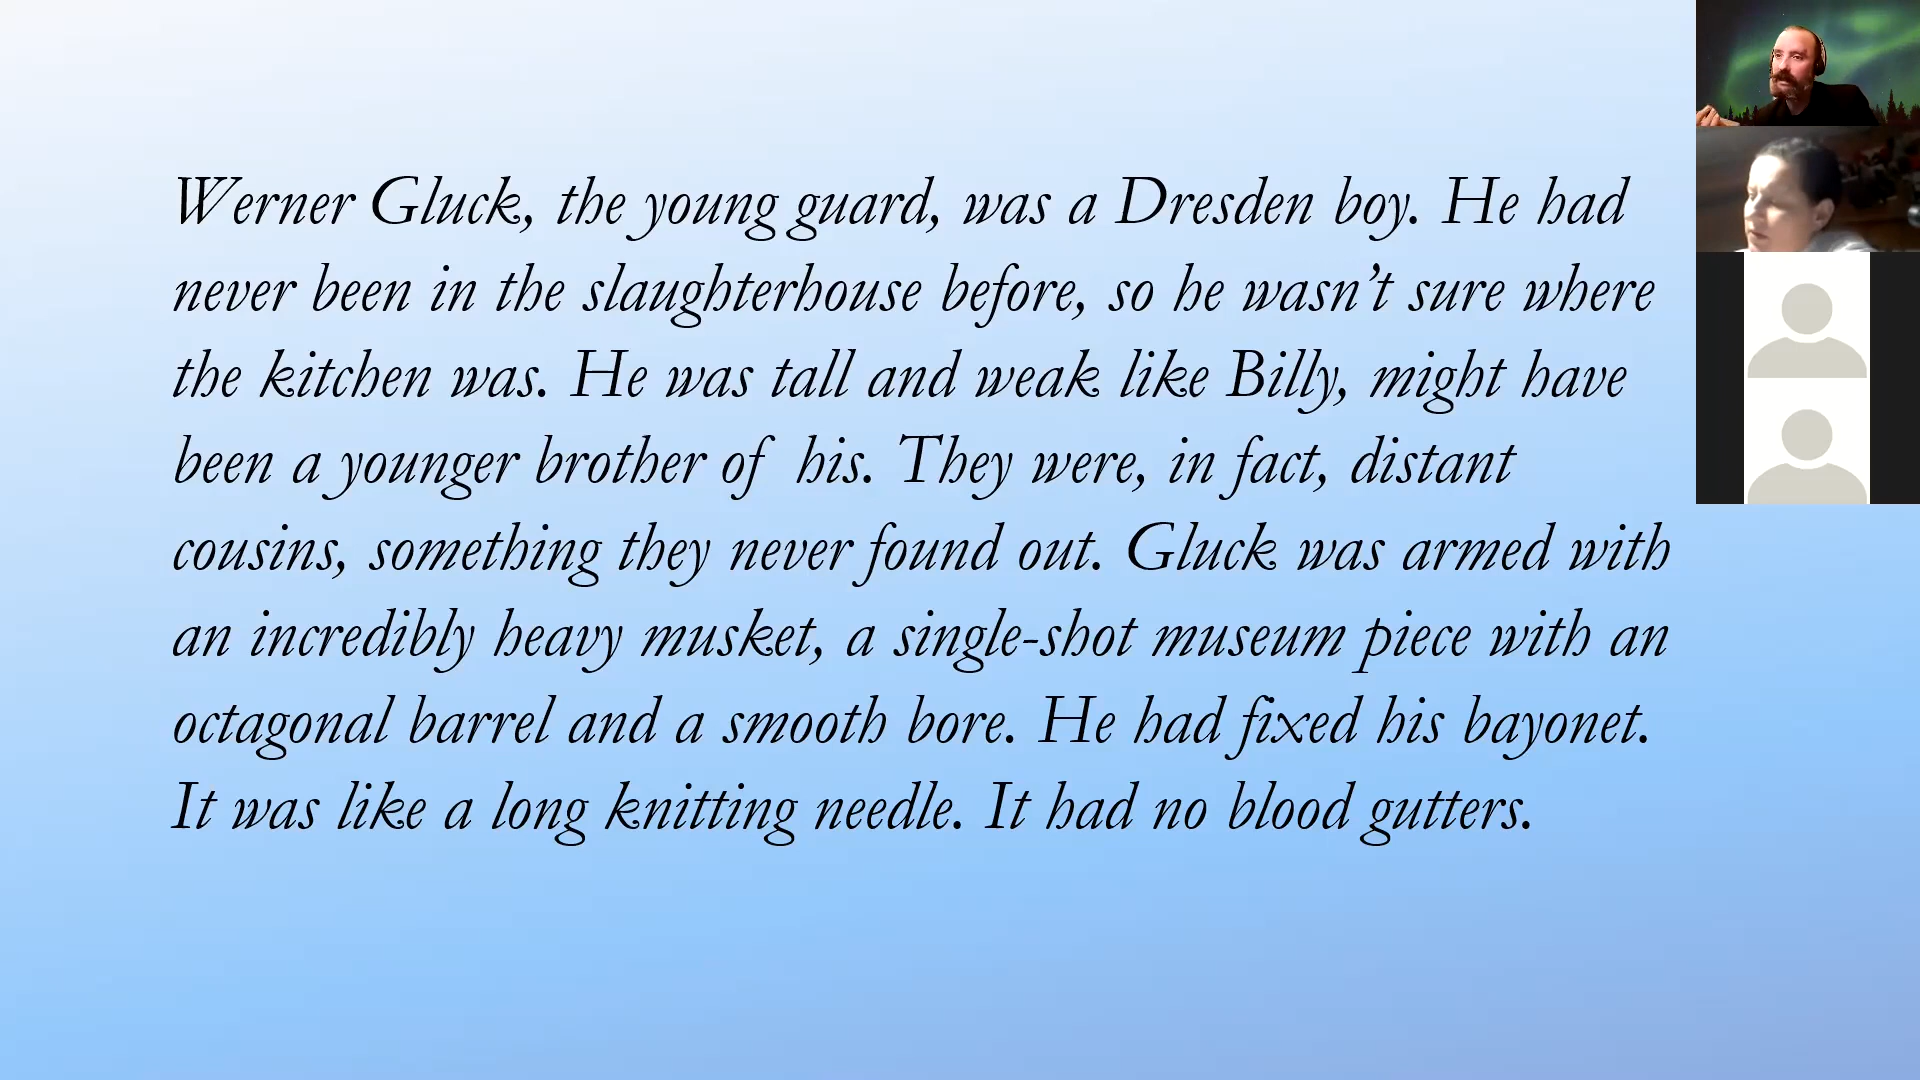 Werner Gluck, the young guard, was a Dresden boy. He had
never been in the slaughterhouse before, so he wasn’t sure where
the kitchen was. He was tall and weak like Billy, might have
been a younger brother of his. They were, in fact, distant
cousins, something they never found out. Gluck was armed with
an incredibly heavy musket, a single-shot museum piece with an
octagonal barrel and a smooth bore. He had fixed his bayonet.
It was like a long knitting needle. It had no blood gutters.